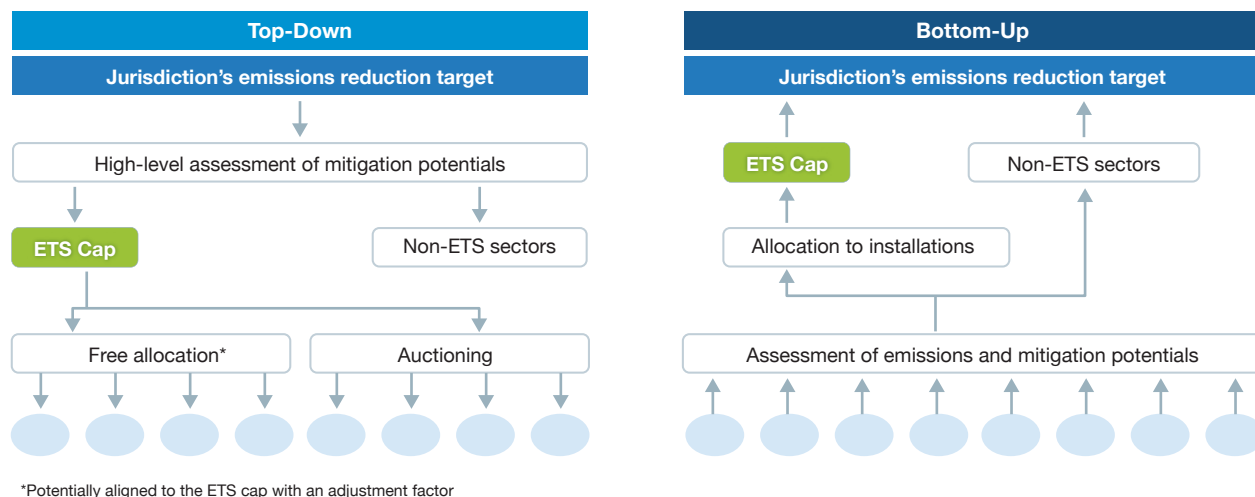 Top-Down
Jurisdiction’s emissions reduction target
High-level assessment of mitigation potentials
ETS Cap
Non-ETS sectors
Free allocation*
Auctioning
*Potentially aligned to the ETS cap with an adjustment factor
Bottom-Up
Jurisdiction’s emissions reduction target
ETS Cap
Non-ETS sectors
Allocation to installations
Assessment of emissions and mitigation potentials